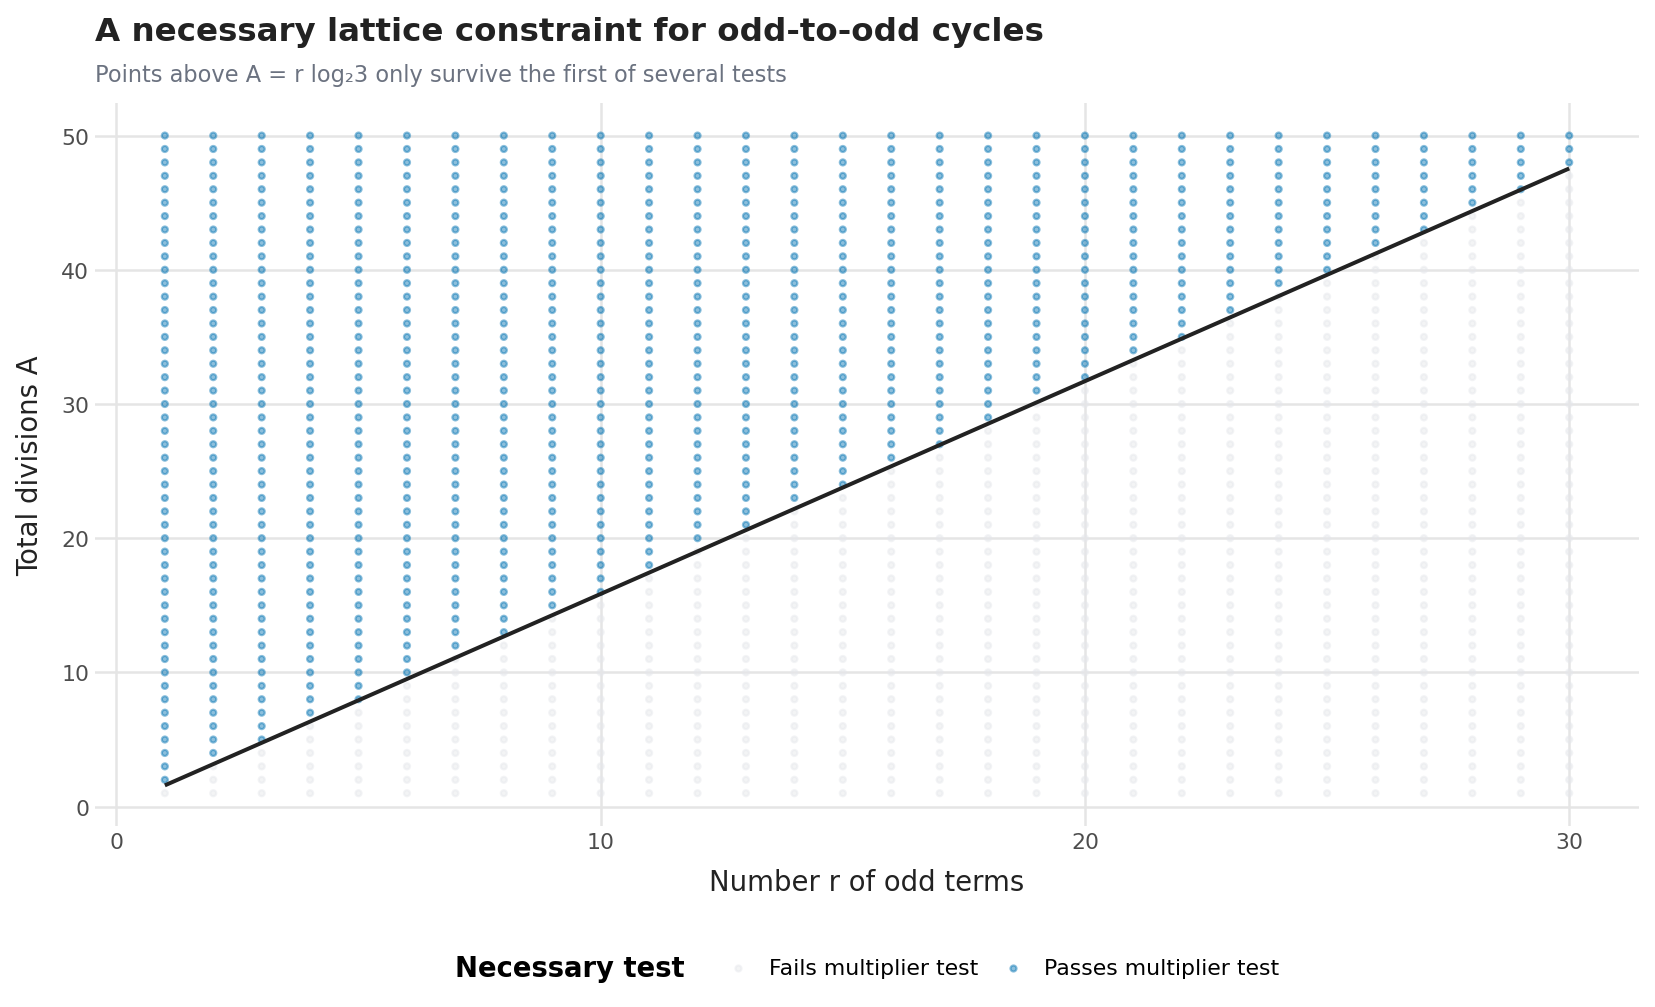 A necessary lattice constraint for odd-to-odd cycles
Points above A = r log₂3 only survive the first of several tests
50
40
30
20
10
0
Total divisions A
0 10 20 30
Number r of odd terms
Necessary test Fails multiplier test Passes multiplier test